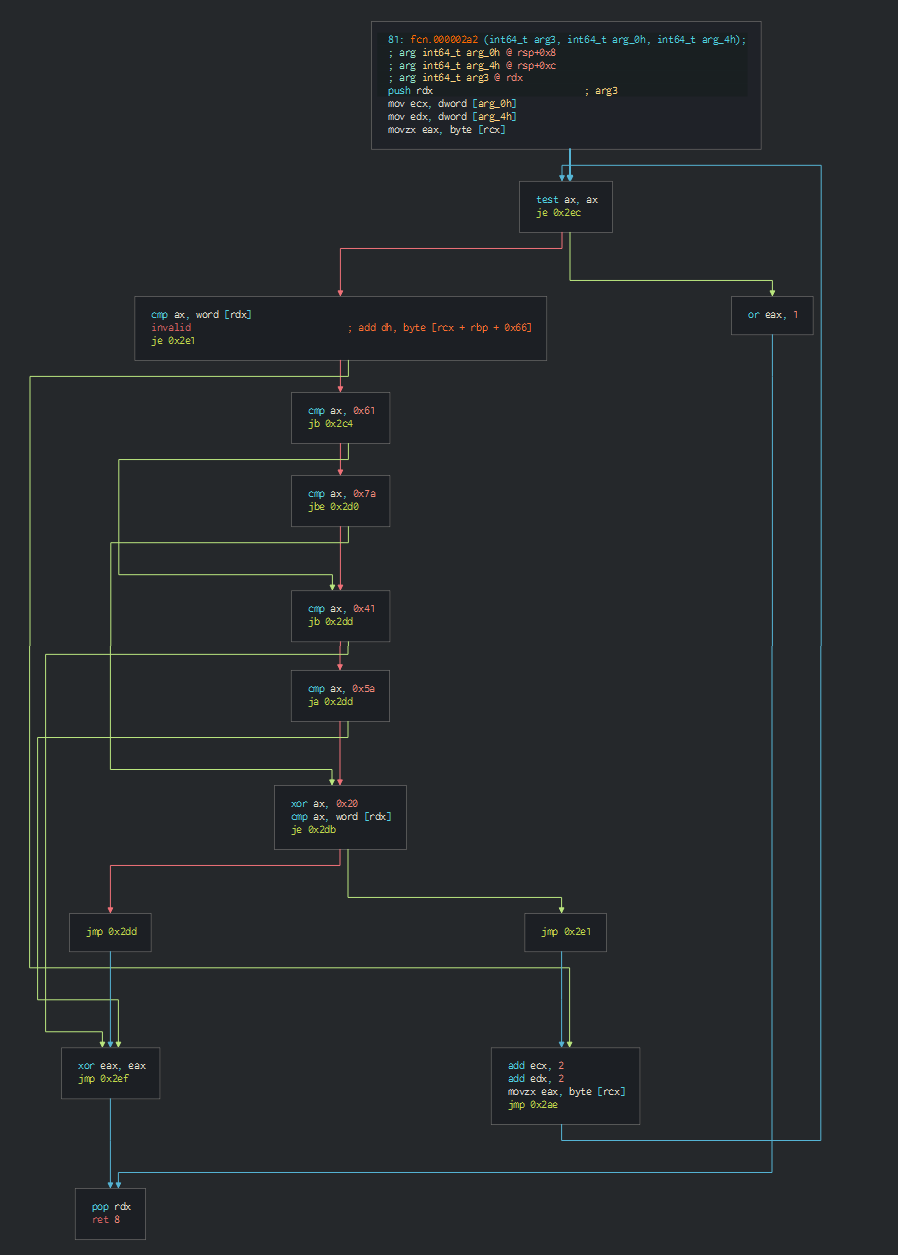 81: fcn.000002a2 (int64_t arg3, int64_t arg_0h, int64_t arg_4h);
; arg int64_t arg_0h @ rsp+0x8
; arg int64_t arg_4h @ rsp+0xc
; arg int64_t arg3 @ rdx
push rdx ; arg3
mov ecx, dword [arg_0h]
mov edx, dword [arg_4h]
movzx eax, byte [rcx]
test ax, ax
je 0x2ec
cmp ax, word [rdx]
invalid ; add dh, byte [rcx + rbp + 0x66]
je 0x2e1
or eax, 1
cmp ax, 0x61
jb 0x2c4
cmp ax, 0x7a
jbe 0x2d0
cmp ax, 0x41
jb 0x2dd
cmp ax, 0x5a
ja 0x2dd
xor ax, 0x20
cmp ax, word [rdx]
je 0x2db
jmp 0x2dd
jmp 0x2e1
xor eax, eax
jmp 0x2ef
add ecx, 2
add edx, 2
movzx eax, byte [rcx]
jmp 0x2ae
pop rdx
ret 8